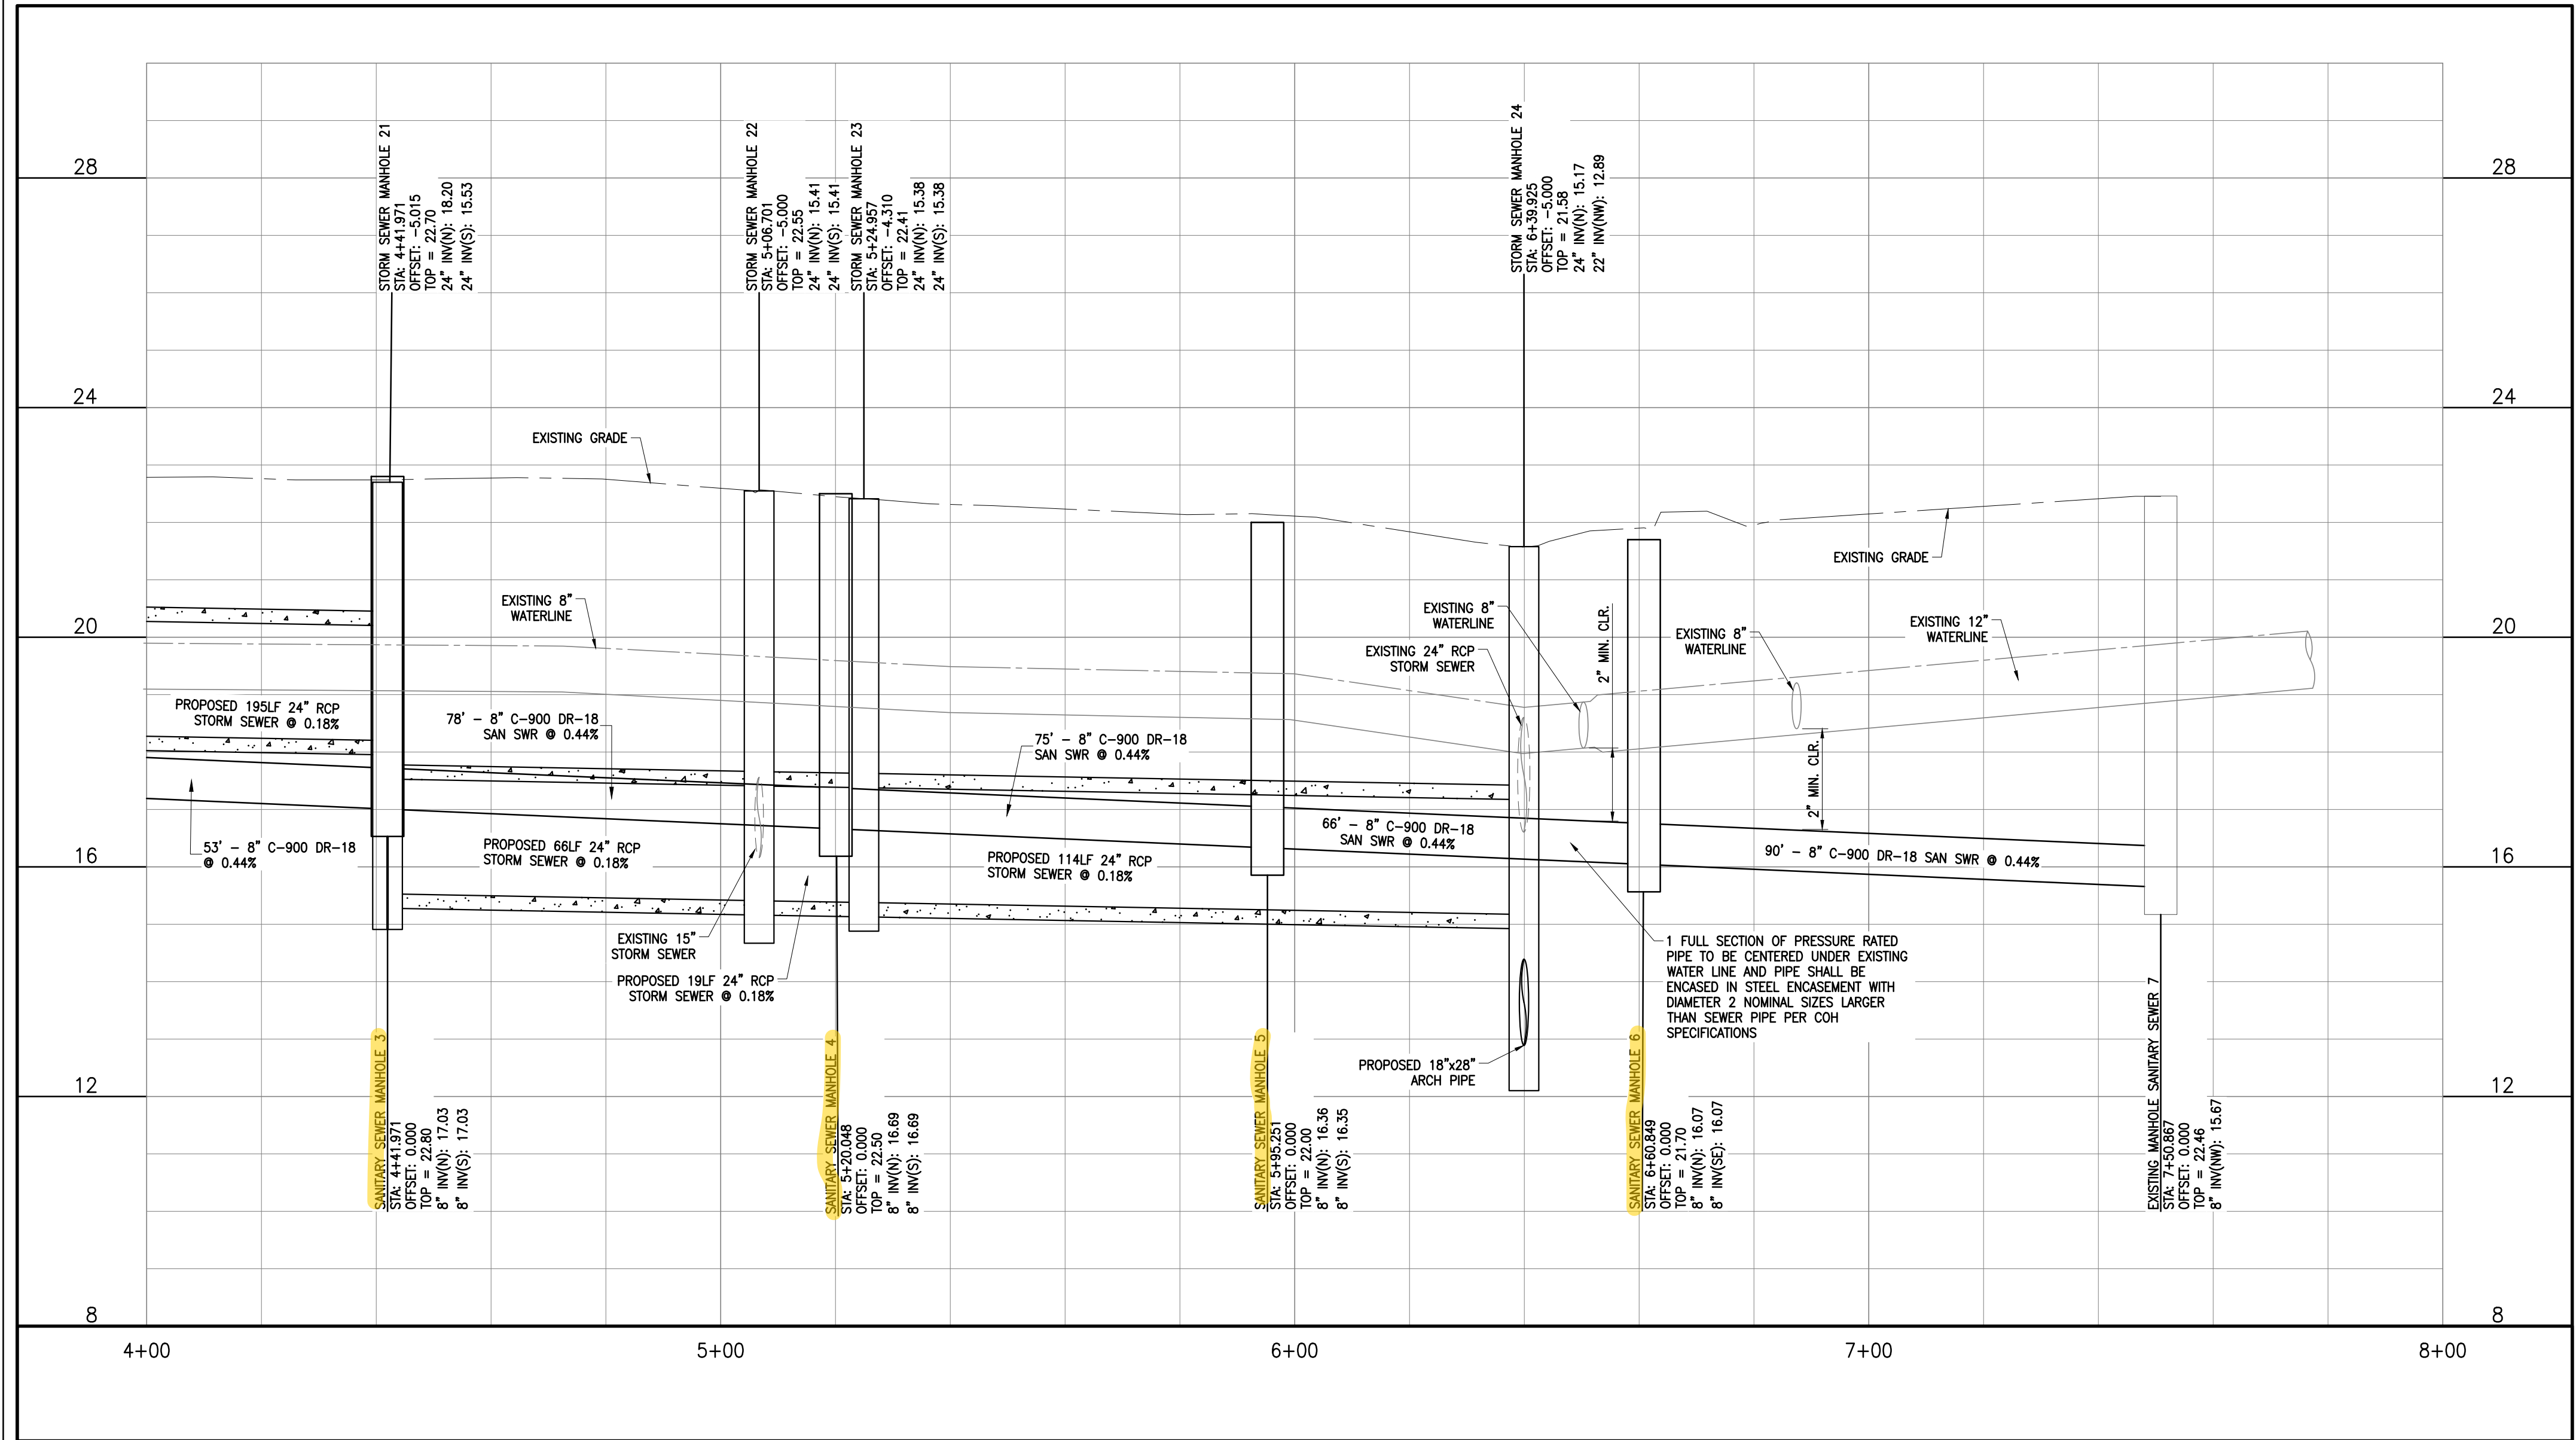 STORM SEWER MANHOLE 21
STA: 4+41.971
OFFSET: -5.015
TOP = 22.70
24" INV(N): 18.20
24" INV(S): 15.53
STORM SEWER MANHOLE 22
STA: 5+06.701
OFFSET: -5.000
TOP = 22.55
24" INV(N): 15.41
24" INV(S): 15.41
STORM SEWER MANHOLE 23
STA: 5+24.957
OFFSET: -4.310
TOP = 22.41
24" INV(N): 15.38
24" INV(S): 15.38
STORM SEWER MANHOLE 24
STA: 6+39.925
OFFSET: -5.000
TOP = 21.58
24" INV(N): 15.17
22" INV(NW): 12.89
28
28
24
24
EXISTING GRADE
EXISTING GRADE
EXISTING 8"
WATERLINE
EXISTING 8"
WATERLINE
2" MIN. CLR.
EXISTING 24" RCP
STORM SEWER
EXISTING 8"
WATERLINE
EXISTING 12"
WATERLINE
20
20
PROPOSED 195LF 24" RCP
STORM SEWER @ 0.18%
78' - 8" C-900 DR-18
SAN SWR @ 0.44%
75' - 8" C-900 DR-18
SAN SWR @ 0.44%
2" MIN. CLR.
53' - 8" C-900 DR-18
@ 0.44%
PROPOSED 66LF 24" RCP
STORM SEWER @ 0.18%
PROPOSED 114LF 24" RCP
STORM SEWER @ 0.18%
66' - 8" C-900 DR-18
SAN SWR @ 0.44%
90' - 8" C-900 DR-18 SAN SWR @ 0.44%
16
16
EXISTING 15"
STORM SEWER
PROPOSED 19LF 24" RCP
STORM SEWER @ 0.18%
1 FULL SECTION OF PRESSURE RATED
PIPE TO BE CENTERED UNDER EXISTING
WATER LINE AND PIPE SHALL BE
ENCASED IN STEEL ENCASEMENT WITH
DIAMETER 2 NOMINAL SIZES LARGER
THAN SEWER PIPE PER COH
SPECIFICATIONS
PROPOSED 18"x28"
ARCH PIPE
12
12
SANITARY SEWER MANHOLE 3
STA: 4+41.971
OFFSET: 0.000
TOP = 22.80
8" INV(N): 17.03
8" INV(S): 17.03
SANITARY SEWER MANHOLE 4
STA: 5+20.048
OFFSET: 0.000
TOP = 22.50
8" INV(N): 16.69
8" INV(S): 16.69
SANITARY SEWER MANHOLE 5
STA: 5+95.251
OFFSET: 0.000
TOP = 22.00
8" INV(N): 16.36
8" INV(S): 16.35
SANITARY SEWER MANHOLE 6
STA: 6+60.849
OFFSET: 0.000
TOP = 21.70
8" INV(N): 16.07
8" INV(SE): 16.07
EXISTING MANHOLE SANITARY SEWER 7
STA: 7+50.867
OFFSET: 0.000
TOP = 22.46
8" INV(NW): 15.67
8
8
4+00
5+00
6+00
7+00
8+00